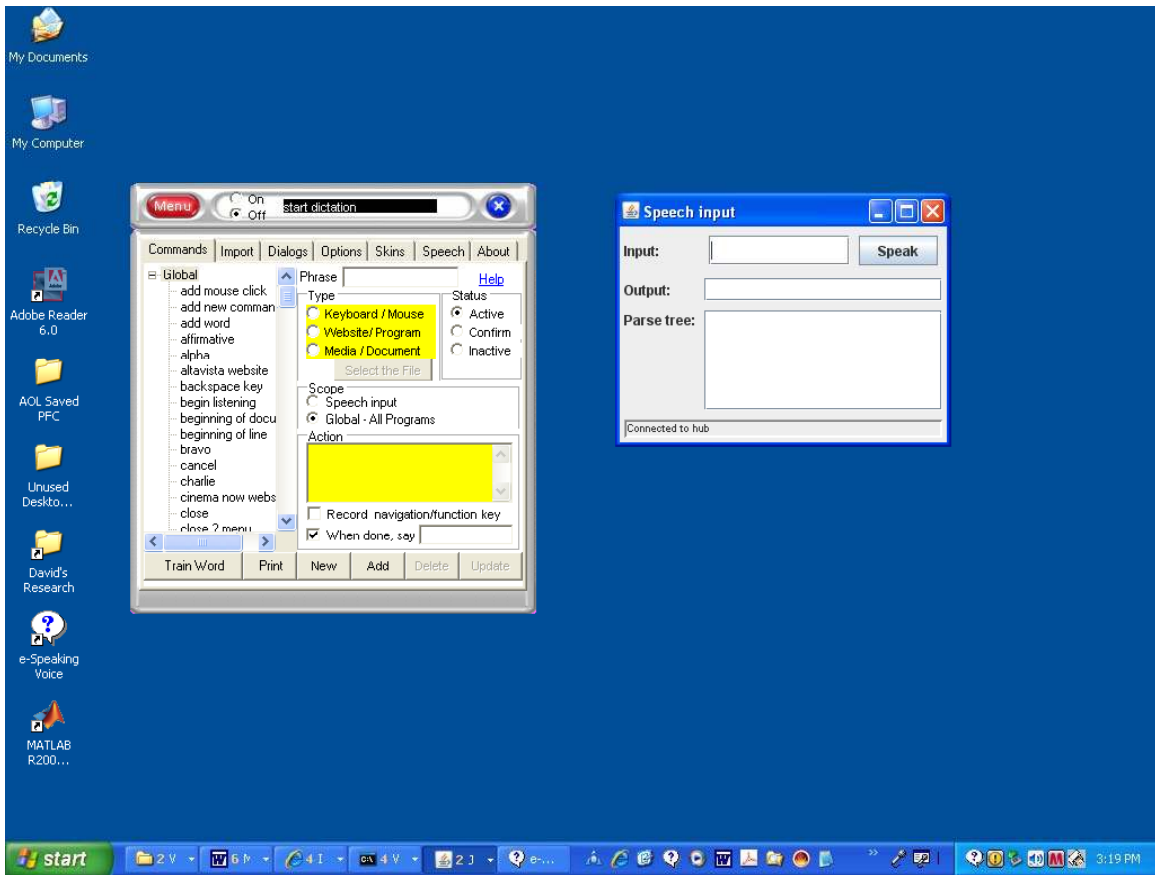 My Documents
My Computer
Recycle Bin
Adobe Reader
6.0
AOL Saved
PFC
Unused
Deskto...
David's
Research
e-Speaking
Voice
MATLAB
R200...
Menu
On
Off
start dictation
Commands Import Dialogs Options Skins Speech About
Global
add mouse click
add new comman
add word
affirmative
alpha
altavista website
backspace key
begin listening
beginning of docu
beginning of line
bravo
cancel
charlie
cinema now webs
close
close ? menu
Phrase Help
Type
Keyboard / Mouse
Website/ Program
Media / Document
Select the File
Status
Active
Confirm
Inactive
Scope
Speech input
Global - All Programs
Action
Record navigation/function key
When done, say
Train Word Print New Add Delete Update
Speech input
Input: Speak
Output:
Parse tree:
Connected to hub
start 2 V 4 I 4 V 2 J e-... 3:19 PM